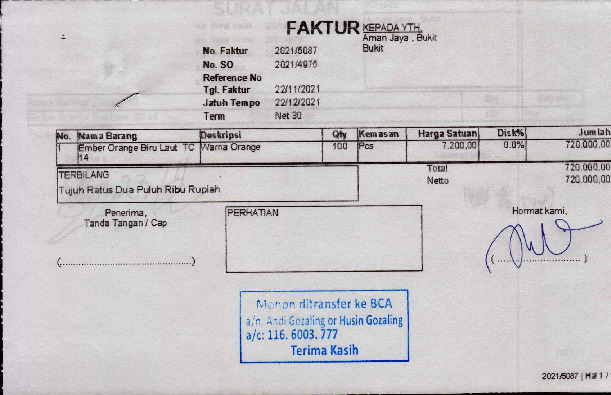 SURAT JALAN
FAKTUR
KEPADA YTH.
Aman Jaya , Bukit
Bukit
No. Faktur 2021/5087
No. SO 2021/4976
Reference No
Tgl. Faktur 22/11/2021
Jatuh Tempo 22/12/2021
Term Net 30
No. Nama Barang Deskripsi Qty Kemasan Harga Satuan Disk% Jumlah
1 Ember Orange Biru Laut TC 14 Warna Orange 100 Pcs 7.200,00 0.0% 720.000,00
Total 720.000,00
Netto 720.000,00
TERBILANG
Tujuh Ratus Dua Puluh Ribu Rupiah
Penerima,
Tanda Tangan / Cap
PERHATIAN
Hormat kami,
(..............................................)
(..............................)
Mohon ditransfer ke BCA
a/n. Andi Gozaling or Husin Gozaling
a/c: 116. 6003. 777
Terima Kasih
2021/5087 | Hal 1 /